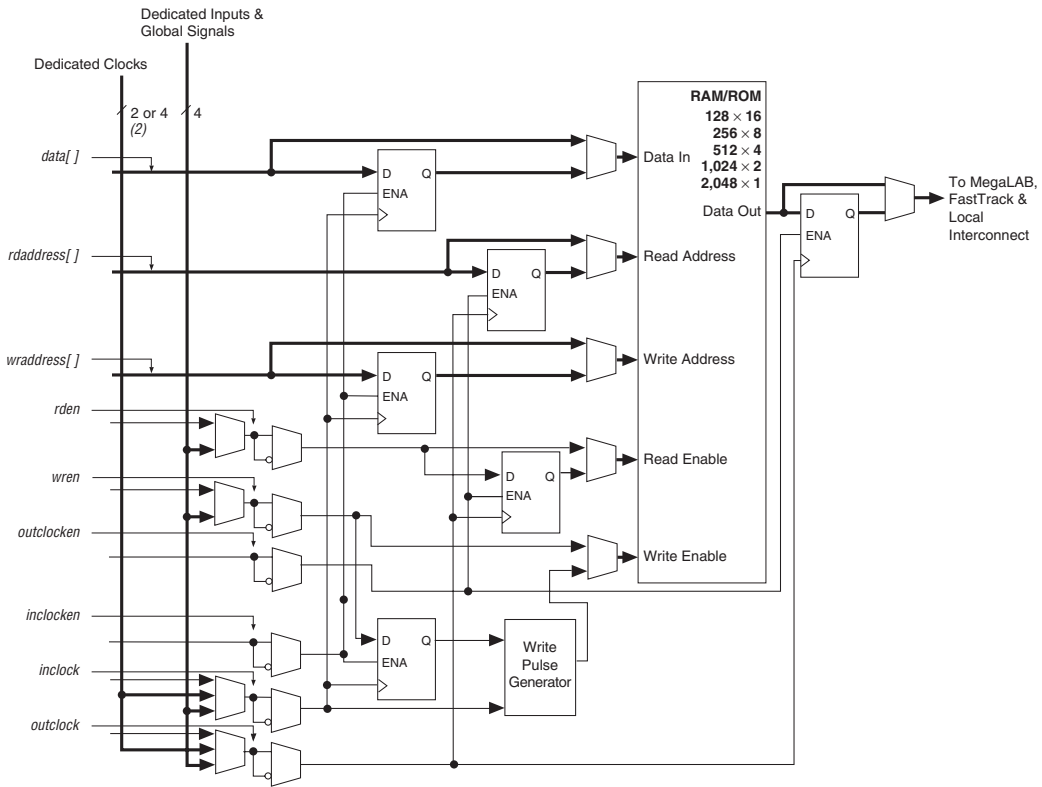 Dedicated Inputs &
Global Signals
Dedicated Clocks
2 or 4
(2)
4
data[ ]
rdaddress[ ]
wraddress[ ]
rden
wren
outclocken
inclocken
inclock
outclock
D
Q
ENA
D
Q
ENA
D
Q
ENA
D
Q
ENA
D
Q
ENA
Write
Pulse
Generator
RAM/ROM
128 × 16
256 × 8
512 × 4
1,024 × 2
2,048 × 1
Data In
Data Out
Read Address
Write Address
Read Enable
Write Enable
D
Q
ENA
To MegaLAB,
FastTrack &
Local
Interconnect